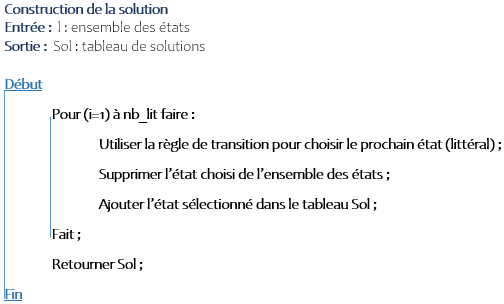 Construction de la solution
Entrée : l : ensemble des états
Sortie : Sol : tableau de solutions
Début
Pour (i=1) à nb_lit faire :
Utiliser la règle de transition pour choisir le prochain état (littéral) ;
Supprimer l'état choisi de l'ensemble des états ;
Ajouter l'état sélectionné dans le tableau Sol ;
Fait ;
Retourner Sol ;
Fin